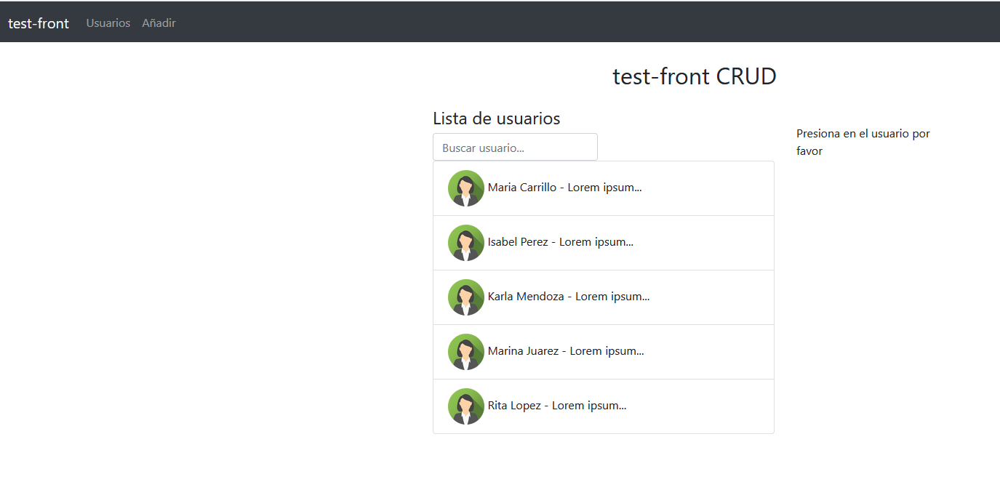 test-front Usuarios Añadir
test-front CRUD
Lista de usuarios
Buscar usuario...
Presiona en el usuario por
favor
Maria Carrillo - Lorem ipsum...
Isabel Perez - Lorem ipsum...
Karla Mendoza - Lorem ipsum...
Marina Juarez - Lorem ipsum...
Rita Lopez - Lorem ipsum...